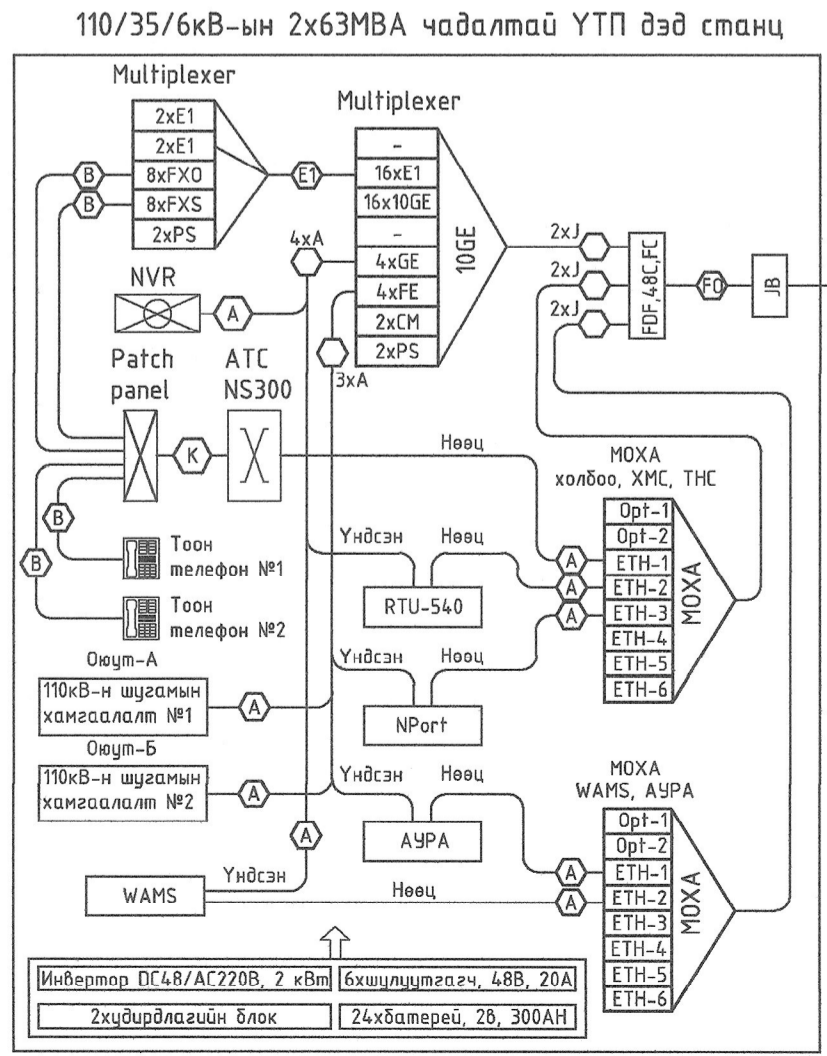 110/35/6кВ-ын 2х63МВА чадалтай УТП дэд станц
Multiplexer
2xE1
2xE1
8xFXO
8xFXS
2xPS
Multiplexer
-
16xE1
16x10GE
-
4xGE
4xFE
2xCM
2xPS
10GE
B
B
E1
4xA
3xA
NVR
A
2xJ
2xJ
2xJ
FDF,48C,FC
FO
JB
Patch
panel
K
АТС
NS300
B
B
Тоон
телефон №1
Тоон
телефон №2
Нөөц
Үндсэн
Нөөц
RTU-540
Үндсэн
Нөөц
NPort
Үндсэн
Нөөц
АУРА
A
A
A
МОХА
холбоо, ХМС, ТНС
Opt-1
Opt-2
ETH-1
ETH-2
ETH-3
ETH-4
ETH-5
ETH-6
МОХА
Оюут-А
110кВ-н шугамын
хамгаалалт №1
A
Оюут-Б
110кВ-н шугамын
хамгаалалт №2
A
A
WAMS
Үндсэн
Нөөц
A
A
МОХА
WAMS, АУРА
Opt-1
Opt-2
ETH-1
ETH-2
ETH-3
ETH-4
ETH-5
ETH-6
МОХА
Инвертор DC48/AC220В, 2 кВт
6хшулуутгагч, 48В, 20А
2худирдлагийн блок
24хбатерей, 2в, 300АН